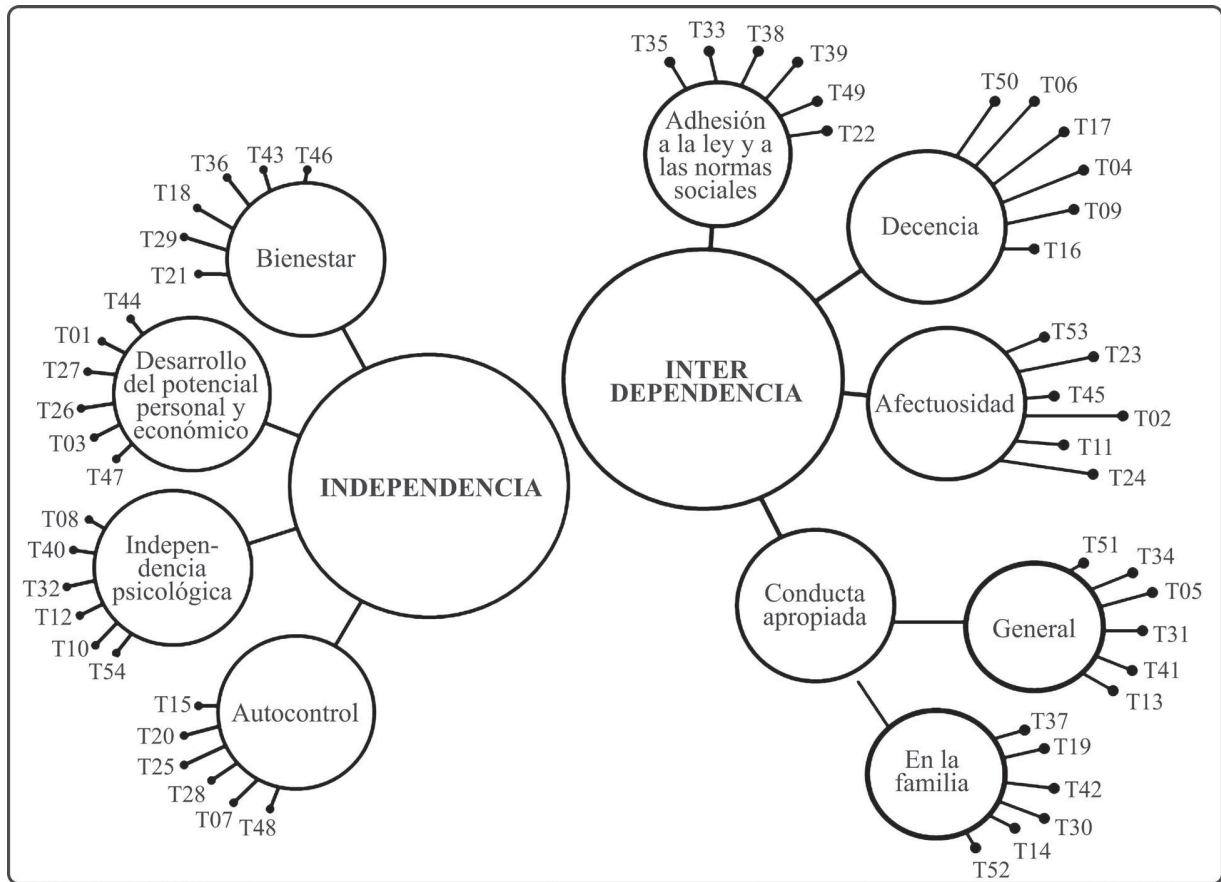 T46
T43
T36
T18
T29
T21
Bienestar
T44
T01
T27
T26
T03
T47
Desarrollo
del potencial
personal y
económico
T08
T40
T32
T12
T10
T54
Indepen-
dencia
psicológica
T15
T20
T25
T28
T07
T48
Autocontrol
INDEPENDENCIA
T35
T33
T38
T39
T49
T22
Adhesión
a la ley y a
las normas
sociales
T50
T06
T17
T04
T09
T16
Decencia
INTER
DEPENDENCIA
T53
T23
T45
T02
T11
T24
Afectuosidad
Conducta
apropiada
T51
T34
T05
T31
T41
T13
General
T37
T19
T42
T30
T14
T52
En la
familia